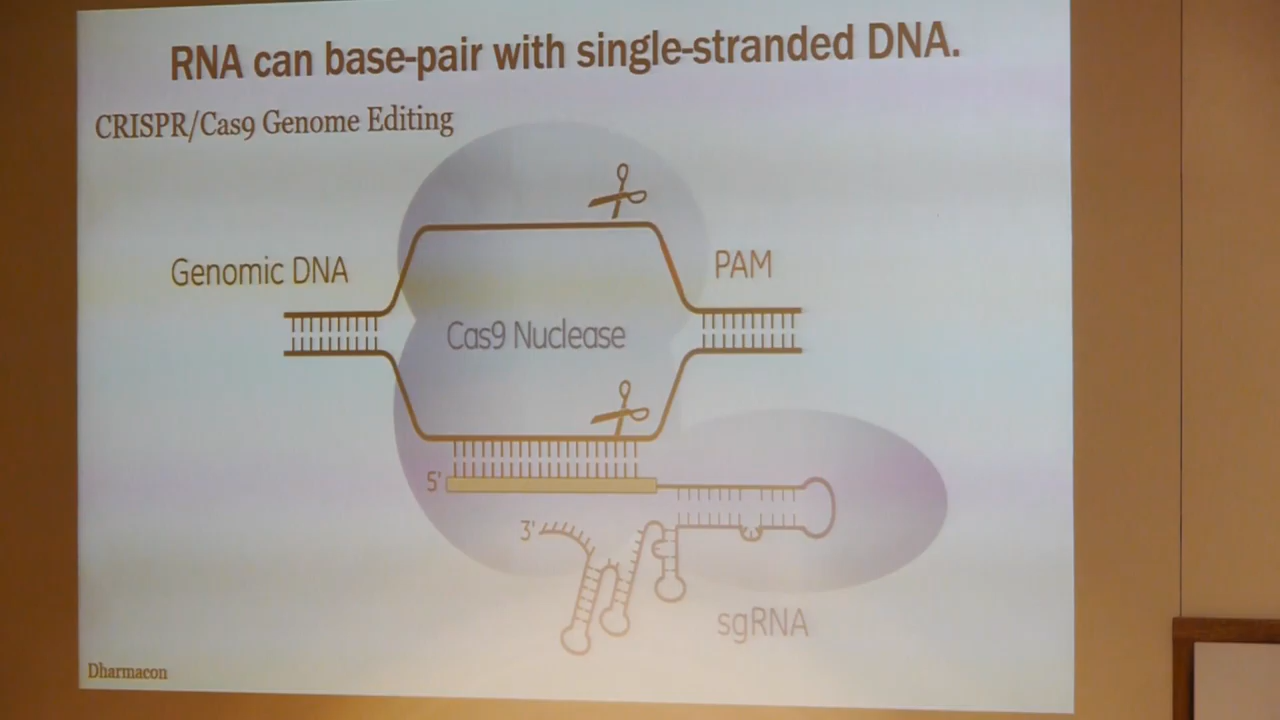 RNA can base-pair with single-stranded DNA.
CRISPR/Cas9 Genome Editing
Genomic DNA
PAM
Cas9 Nuclease
5'
3'
sgRNA
Dharmacon